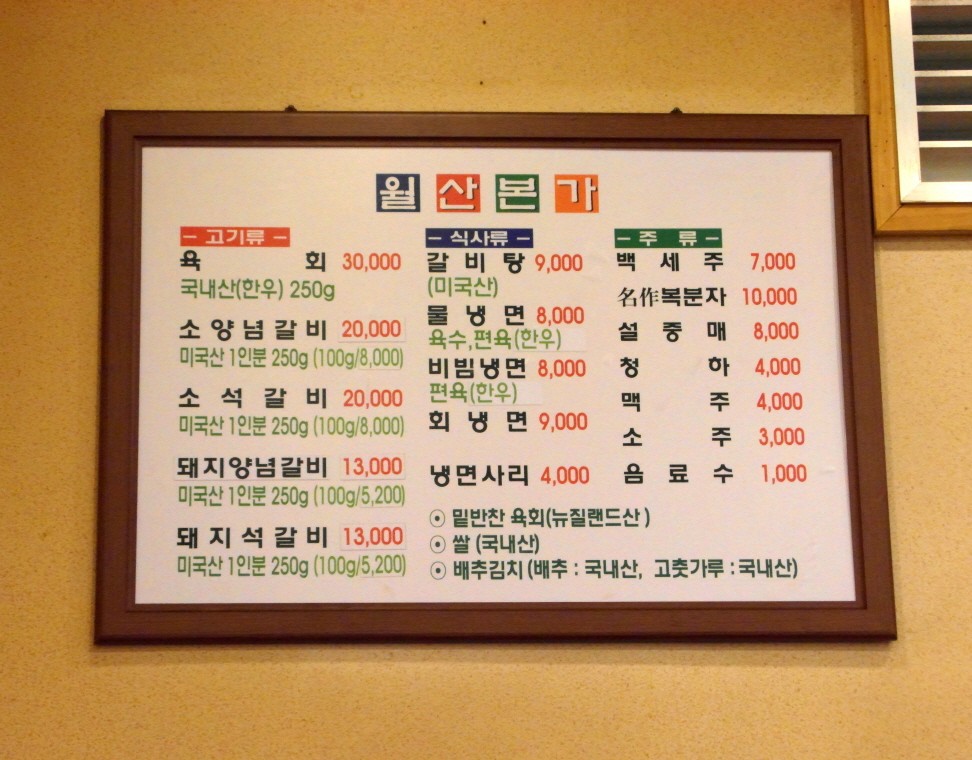 월산본가
- 고기류 -
육 회 30,000
국내산(한우) 250g
소양념갈비 20,000
미국산 1인분 250g (100g/8,000)
소석갈비 20,000
미국산 1인분 250g (100g/8,000)
돼지양념갈비 13,000
미국산 1인분 250g (100g/5,200)
돼지석갈비 13,000
미국산 1인분 250g (100g/5,200)
- 식사류 -
갈비탕 9,000
(미국산)
물냉면 8,000
육수,편육(한우)
비빔냉면 8,000
편육(한우)
회냉면 9,000
냉면사리 4,000
- 주 류 -
백세주 7,000
名作복분자 10,000
설중매 8,000
청하 4,000
맥주 4,000
소주 3,000
음료수 1,000
⊙ 밑반찬 육회(뉴질랜드산)
⊙ 쌀 (국내산)
⊙ 배추김치 (배추 : 국내산, 고춧가루 : 국내산)